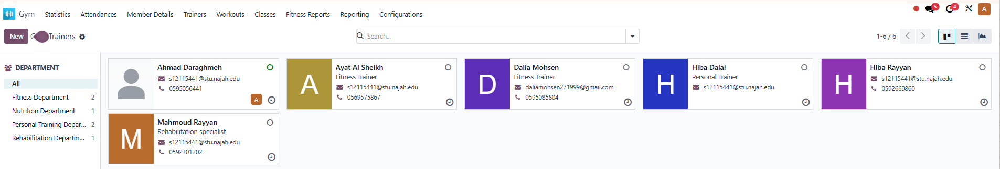 Gym Statistics Attendances Member Details Trainers Workouts Classes Fitness Reports Reporting Configurations 5 4 A
New Trainers Search... 1-6 / 6
DEPARTMENT
All
Fitness Department 2
Nutrition Department 1
Personal Training Depar... 2
Rehabilitation Departm... 1
Ahmad Daraghmeh
s12115441@stu.najah.edu
0595056441
A
A
Ayat Al Sheikh
Fitness Trainer
s12115441@stu.najah.edu
0569575867
D
Dalia Mohsen
Fitness Trainer
daliamohsen271999@gmail.com
0595085804
H
Hiba Dalal
Personal Trainer
s12115441@stu.najah.edu
H
Hiba Rayyan
s12115441@stu.najah.edu
0592669860
M
Mahmoud Rayyan
Rehabilitation specialist
s12115441@stu.najah.edu
0592301202